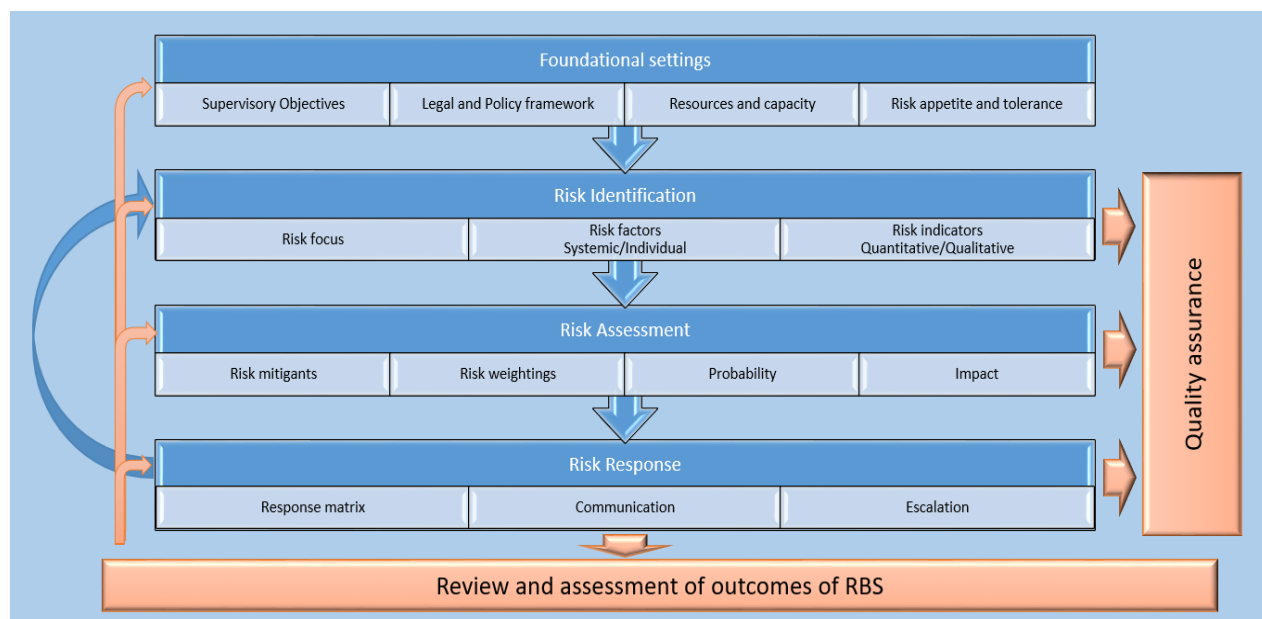 Foundational settings
Supervisory Objectives
Legal and Policy framework
Resources and capacity
Risk appetite and tolerance
Risk Identification
Risk focus
Risk factors
Systemic/Individual
Risk indicators
Quantitative/Qualitative
Risk Assessment
Risk mitigants
Risk weightings
Probability
Impact
Risk Response
Response matrix
Communication
Escalation
Quality assurance
Review and assessment of outcomes of RBS